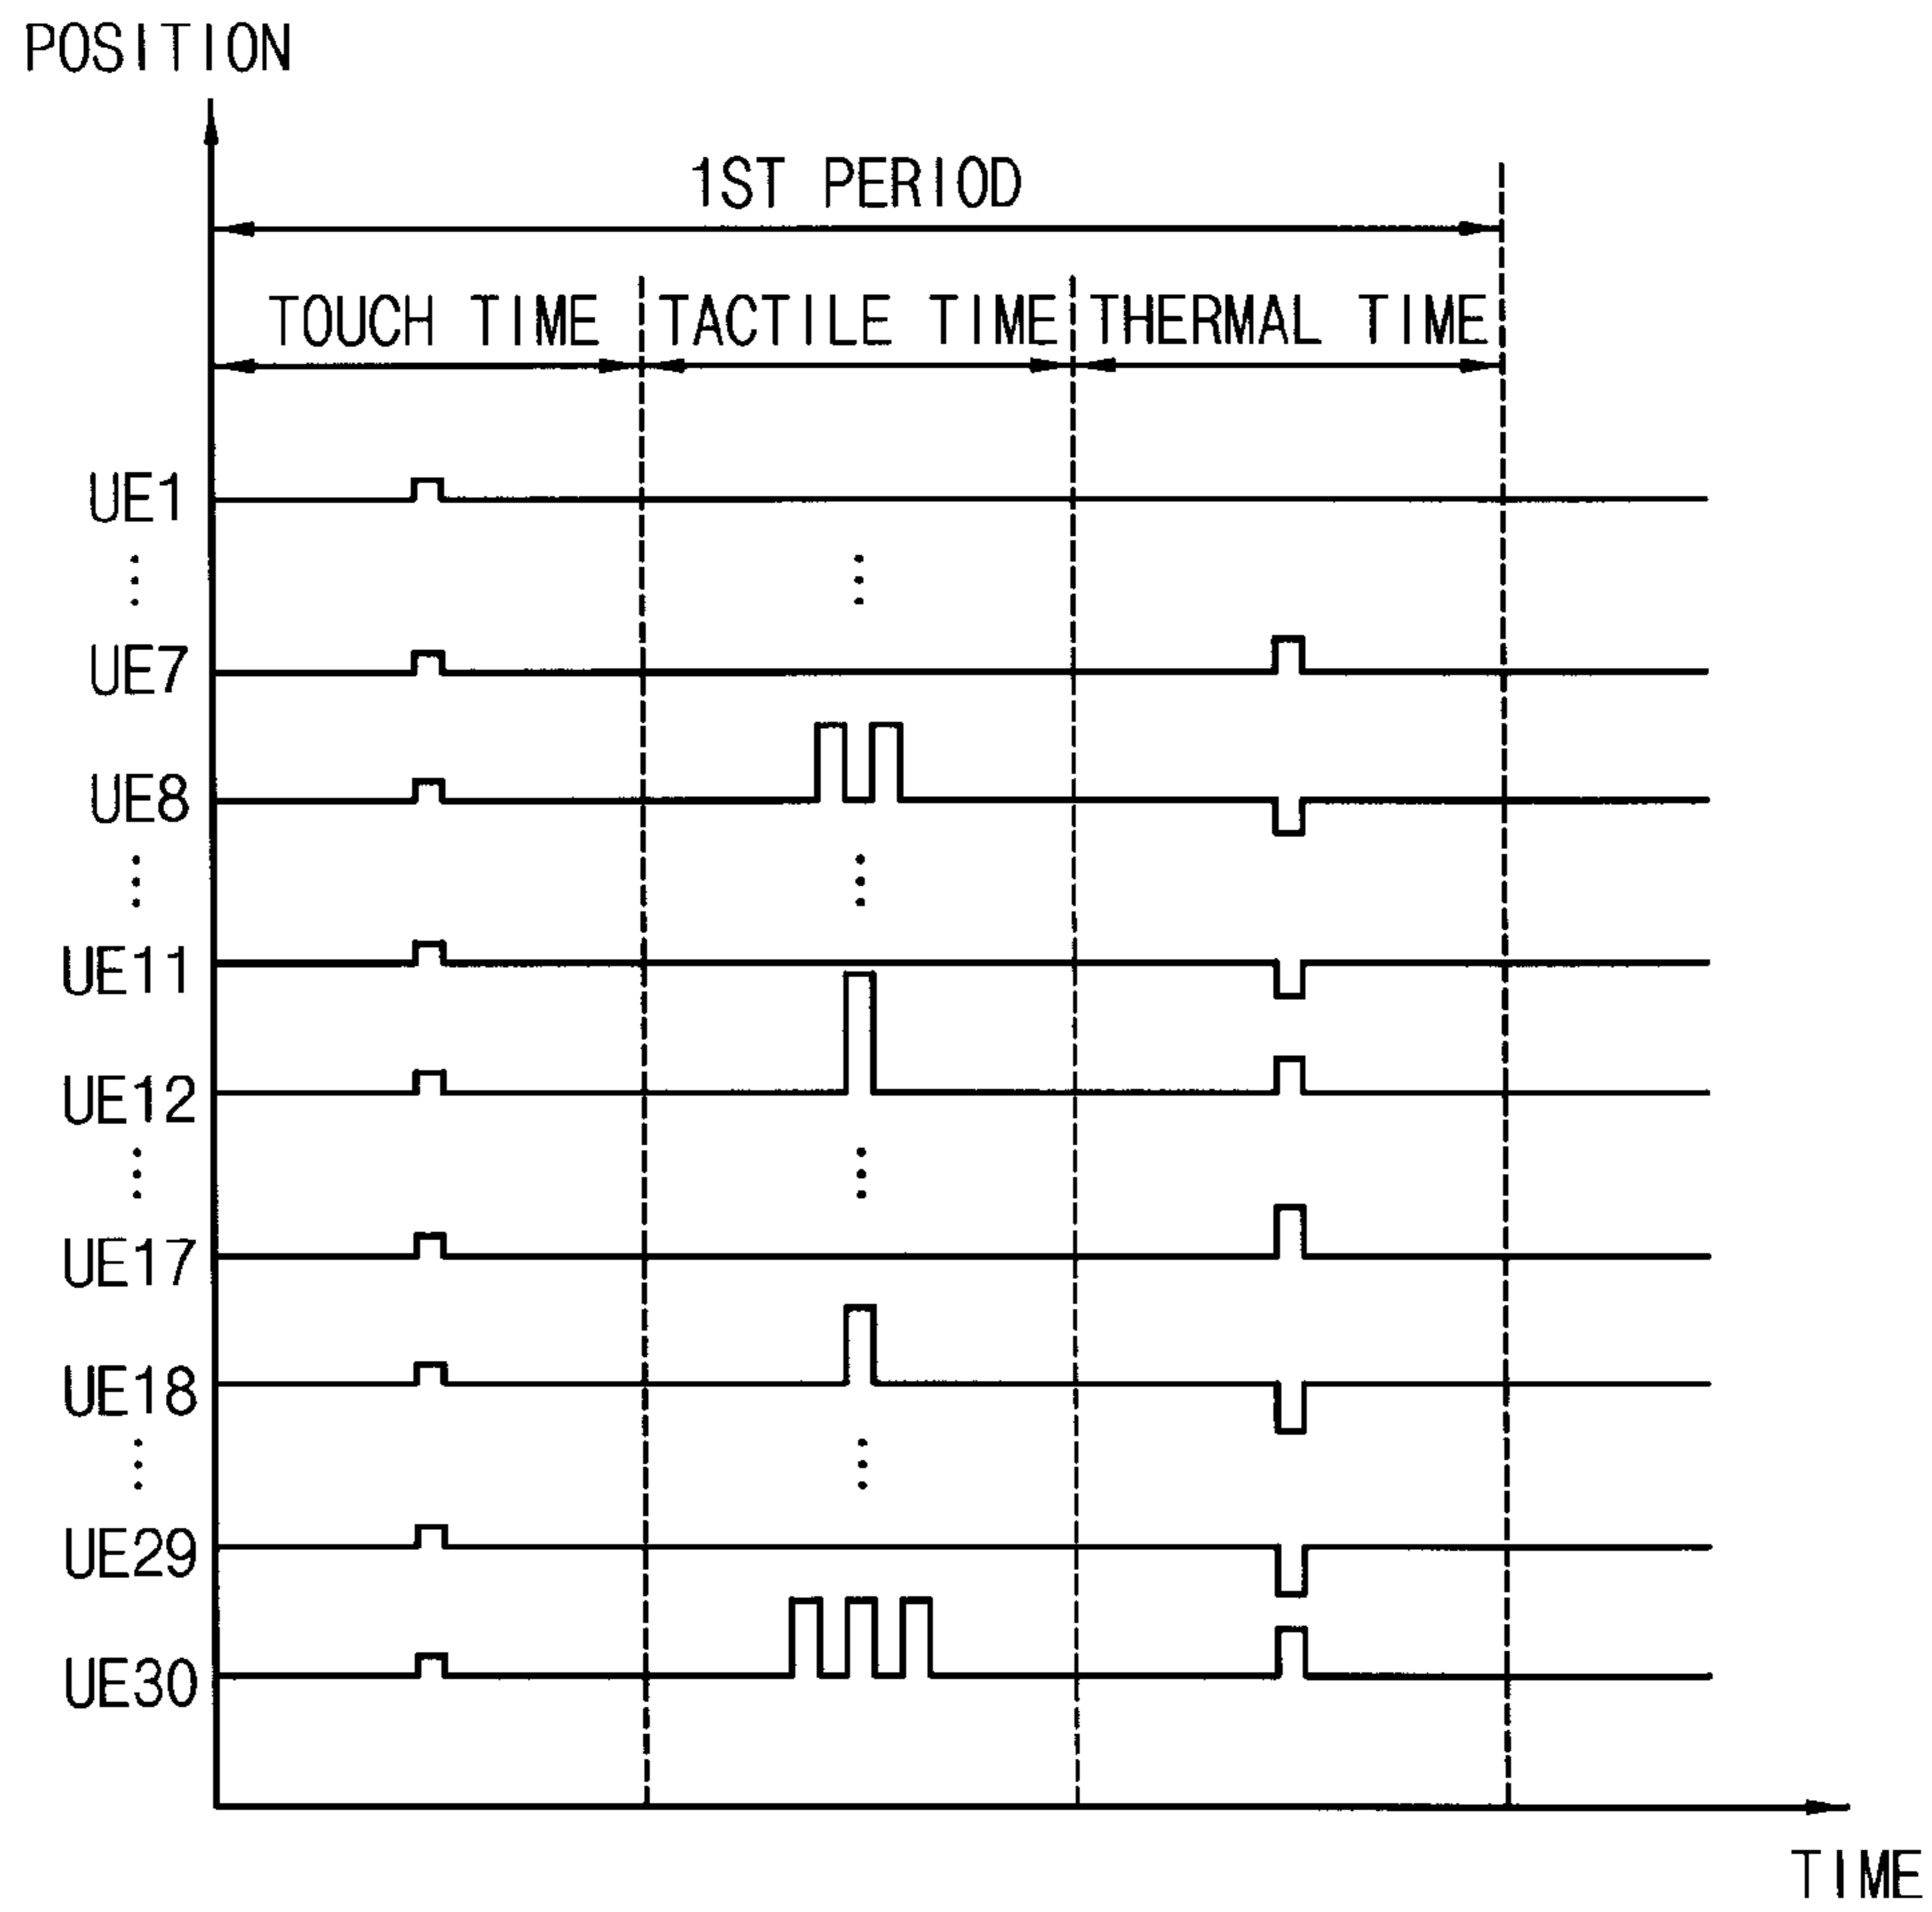 POSITION
1ST PERIOD
TOUCH TIME TACTILE TIME THERMAL TIME
UE1
UE7
UE8
UE11
UE12
UE17
UE18
UE29
UE30
TIME